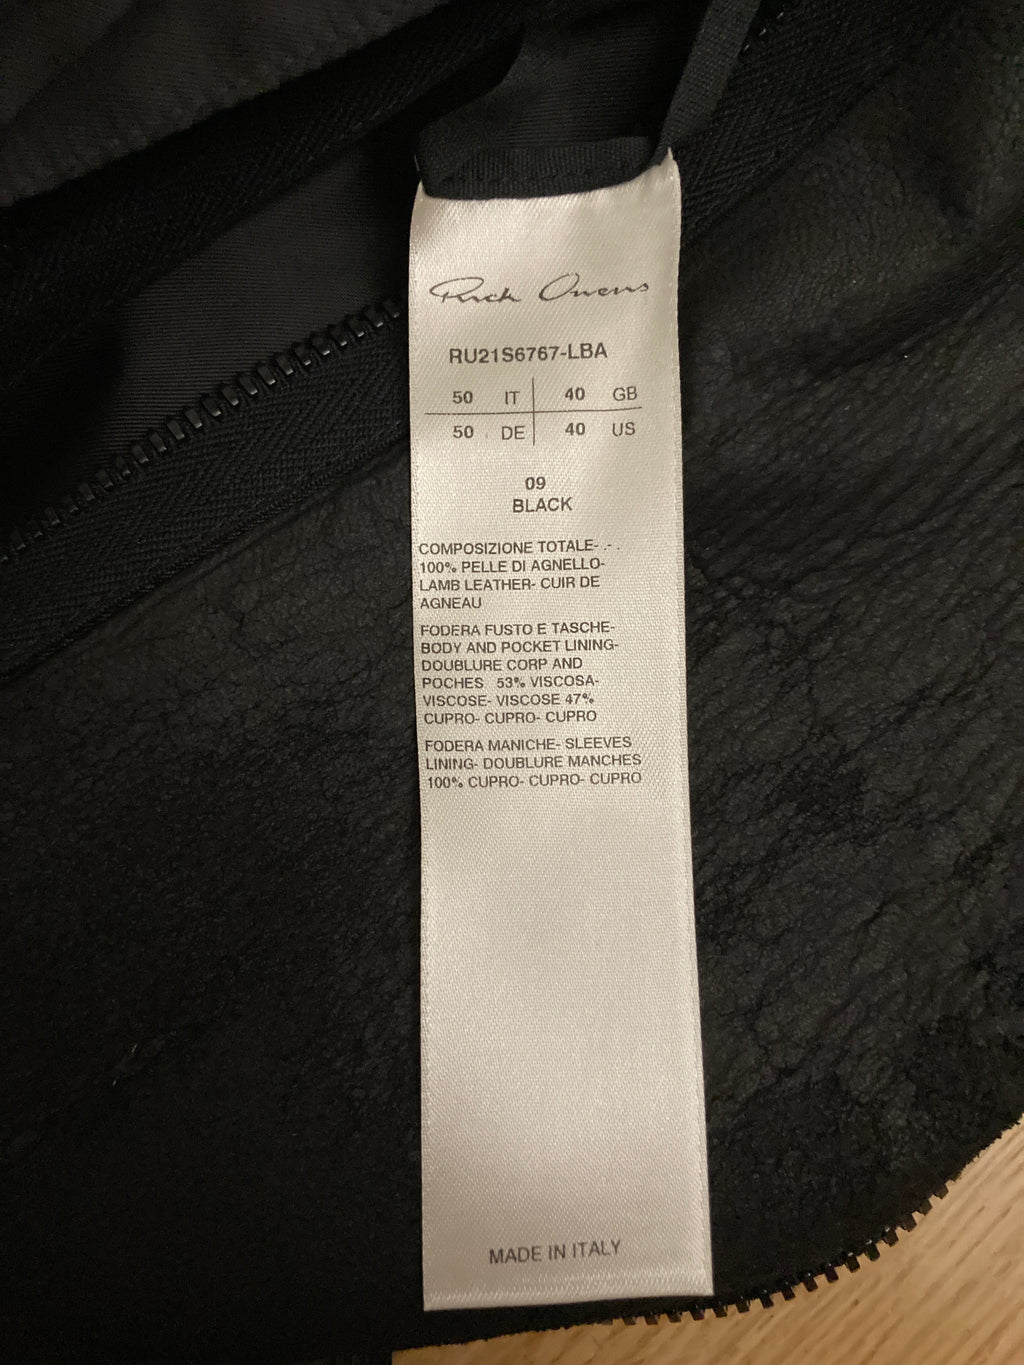 Rick Owens
RU21S6767-LBA
50 IT 40 GB
50 DE 40 US
09
BLACK
COMPOSIZIONE TOTALE- .-.
100% PELLE DI AGNELLO-
LAMB LEATHER- CUIR DE
AGNEAU
FODERA FUSTO E TASCHE-
BODY AND POCKET LINING-
DOUBLURE CORP AND
POCHES 53% VISCOSA-
VISCOSE- VISCOSE 47%
CUPRO- CUPRO- CUPRO
FODERA MANICHE- SLEEVES
LINING- DOUBLURE MANCHES
100% CUPRO- CUPRO- CUPRO
MADE IN ITALY